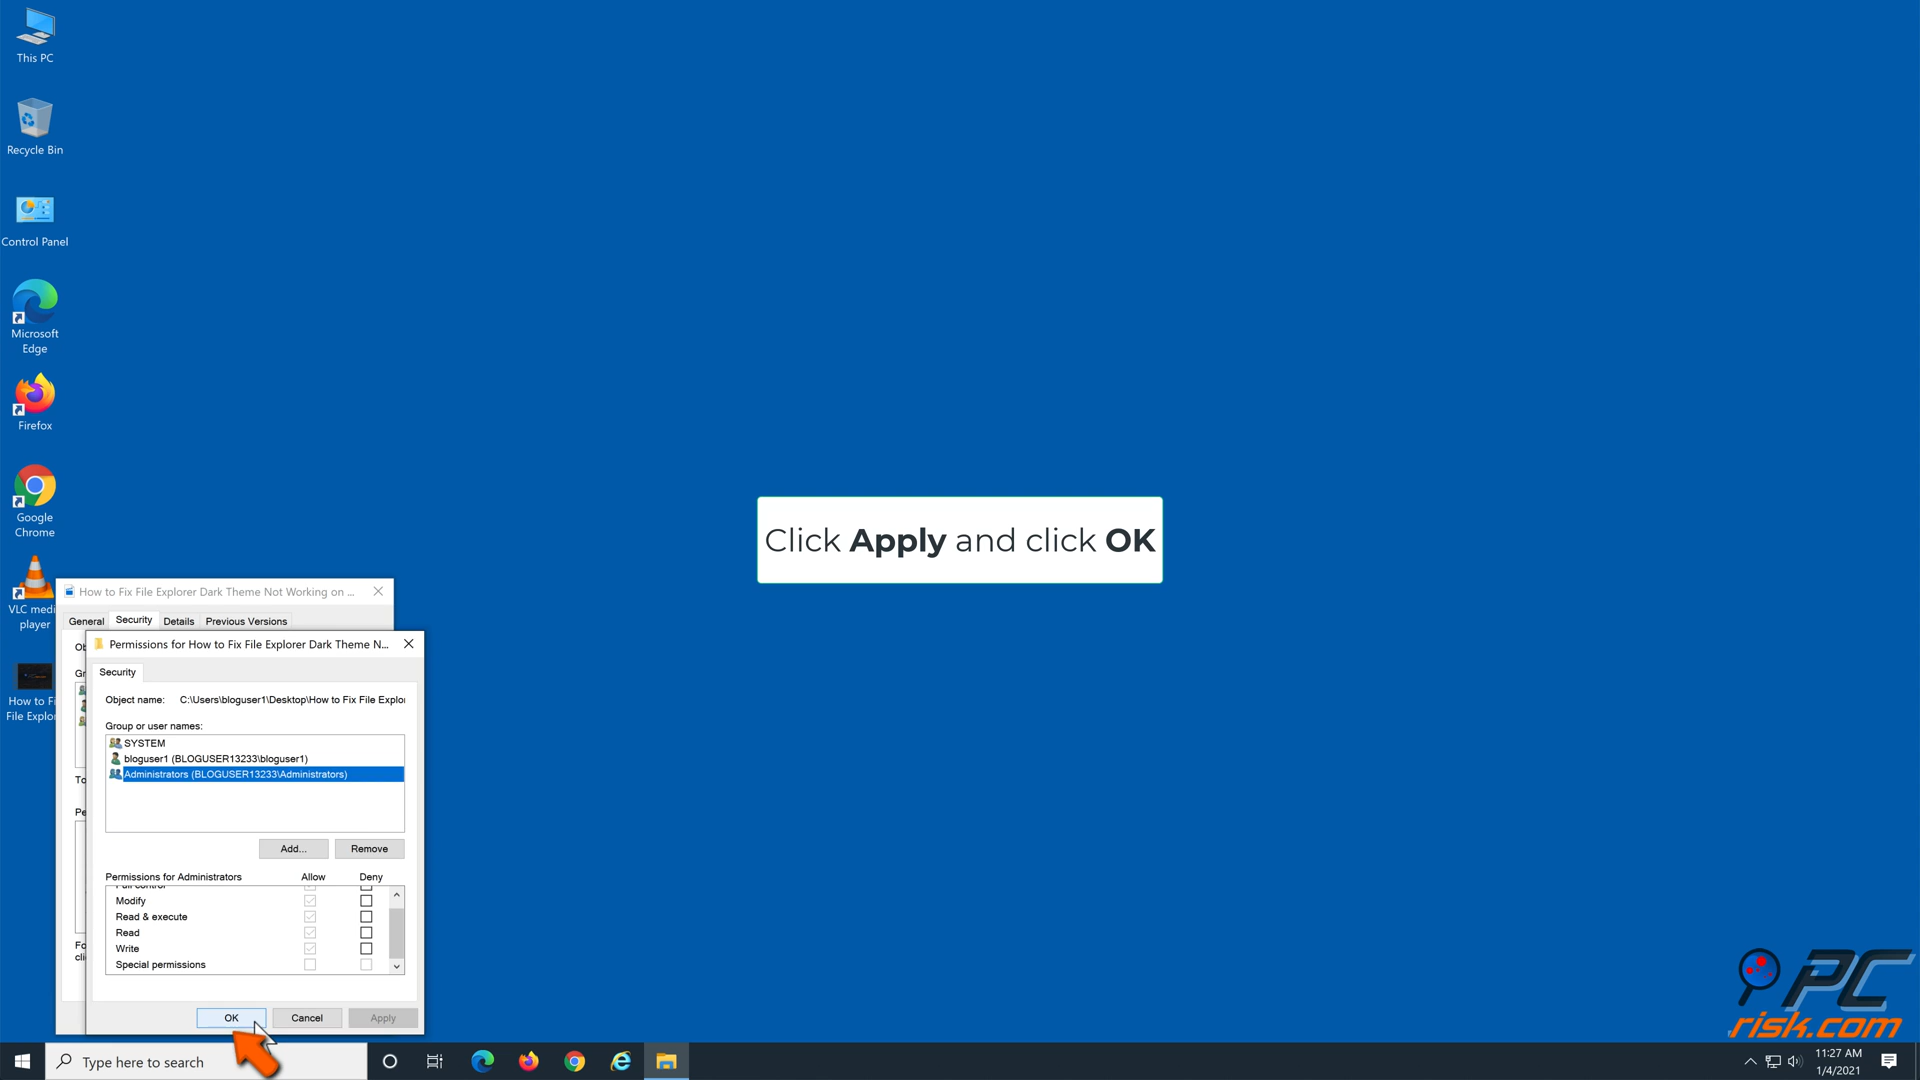 This PC
Recycle Bin
Control Panel
Microsoft
Edge
Firefox
Google
Chrome
VLC medi
player
How to Fi
File Explo
How to Fix File Explorer Dark Theme Not Working on ...
General
Security
Details
Previous Versions
Permissions for How to Fix File Explorer Dark Theme N...
Security
Object name:
C:\Users\bloguser1\Desktop\How to Fix File Explor
Group or user names:
SYSTEM
bloguser1 (BLOGUSER13233\bloguser1)
Administrators (BLOGUSER13233\Administrators)
Add...
Remove
Permissions for Administrators
Allow
Deny
Full control
Modify
Read & execute
Read
Write
Special permissions
OK
Cancel
Apply
Click Apply and click OK
PC
risk.com
Type here to search
11:27 AM
1/4/2021